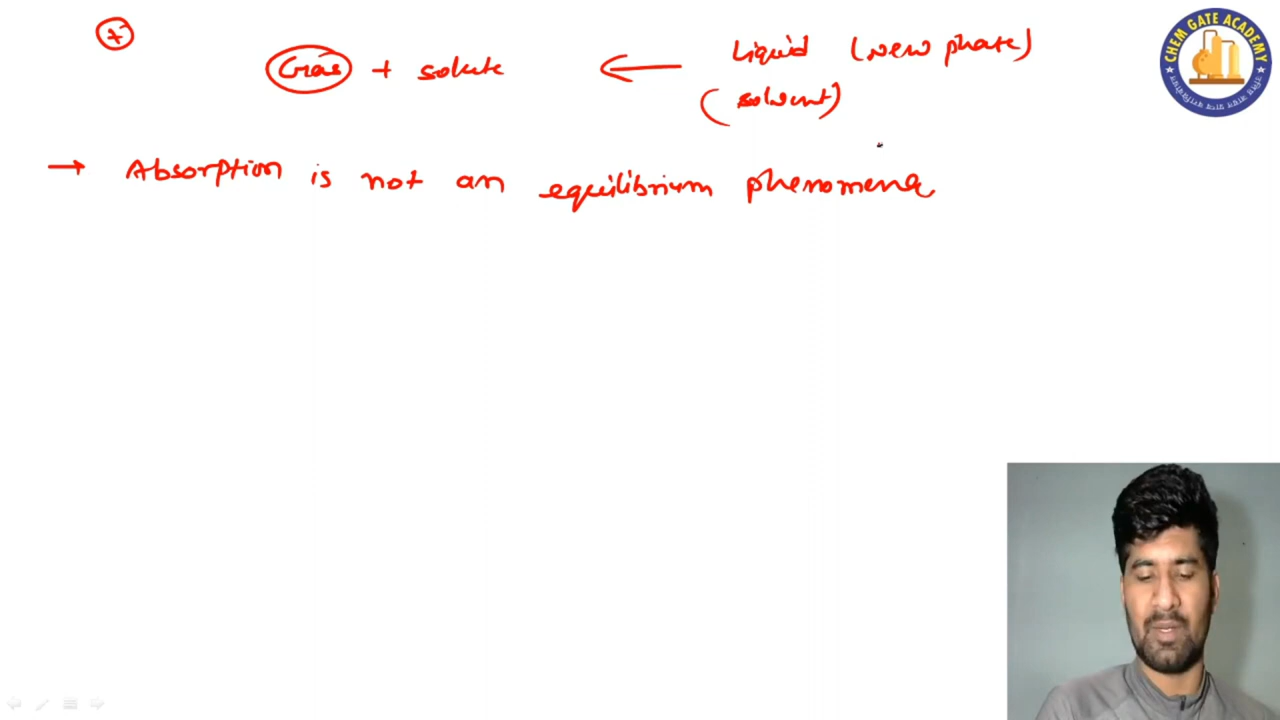 *
Gas + solute ← Liquid (New phase)
(solvent)
→ Absorption is not an equilibrium phenomena
CHEM GATE ACADEMY